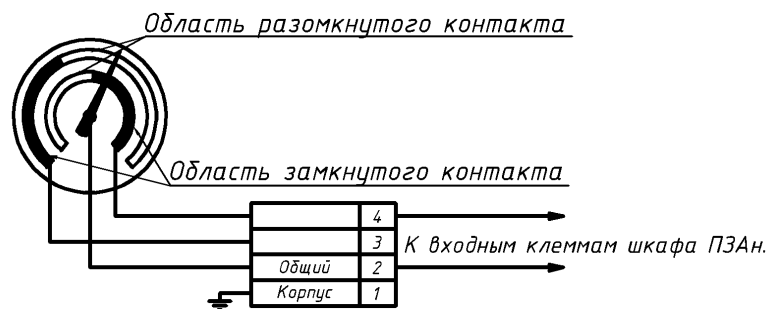 Область разомкнутого контакта
Область замкнутого контакта
4
3
К входным клеммам шкафа ПЗАн.
Общий 2
Корпус 1